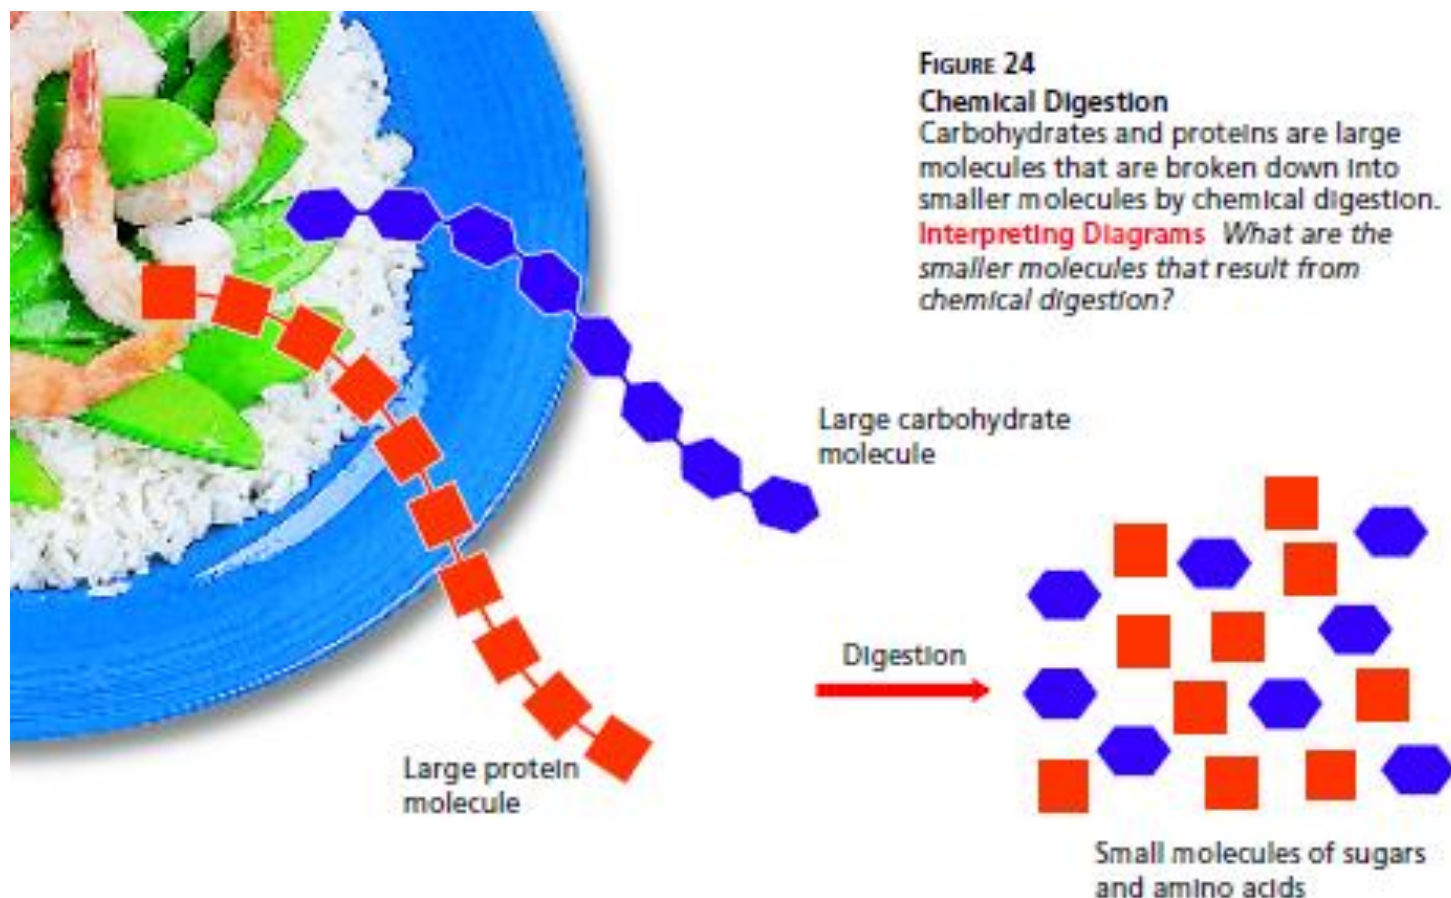 FIGURE 24
Chemical Digestion
Carbohydrates and proteins are large
molecules that are broken down into
smaller molecules by chemical digestion.
Interpreting Diagrams What are the
smaller molecules that result from
chemical digestion?
Large carbohydrate
molecule
Digestion
Large protein
molecule
Small molecules of sugars
and amino acids